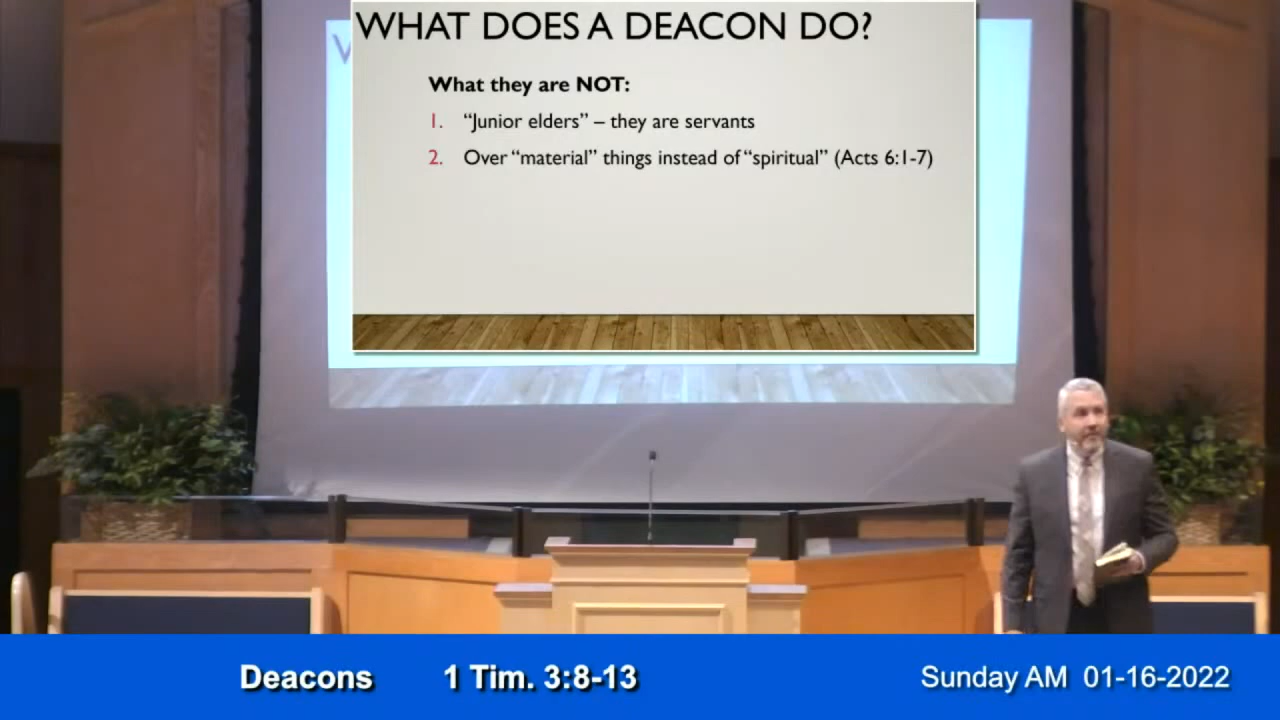 WHAT DOES A DEACON DO?
What they are NOT:
1. “Junior elders” – they are servants
2. Over “material” things instead of “spiritual” (Acts 6:1-7)
Deacons 1 Tim. 3:8-13 Sunday AM 01-16-2022